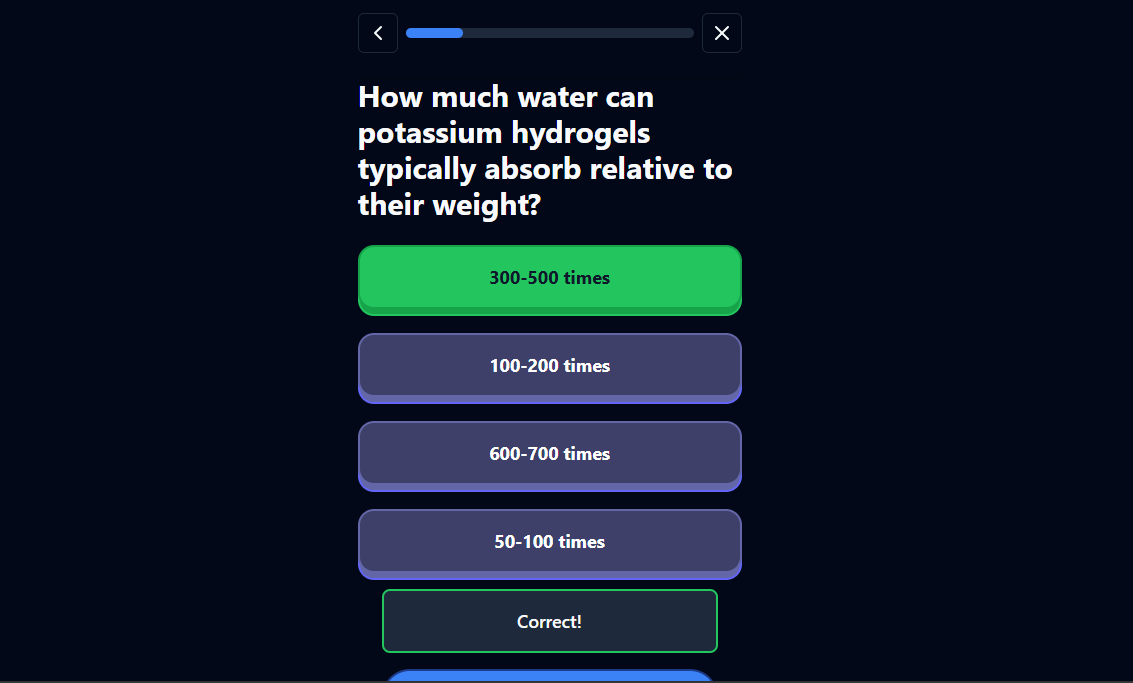 How much water can
potassium hydrogels
typically absorb relative to
their weight?
300-500 times
100-200 times
600-700 times
50-100 times
Correct!